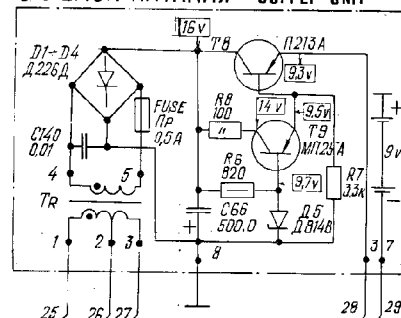 SUPPLY UNIT
16v
T8
П213А
D1÷D4
Д226Д
9,3v
FUSE
ПР
0,5A
R8
100
14v
9,5v
C140
0,01
T9
МП25А
+
9v
-
4
5
R6
820
9,7v
R7
3,3к
TR
+
C66
500,0
Д5
Д814В
1
2
3
8
3
7
25
26
27
28
29